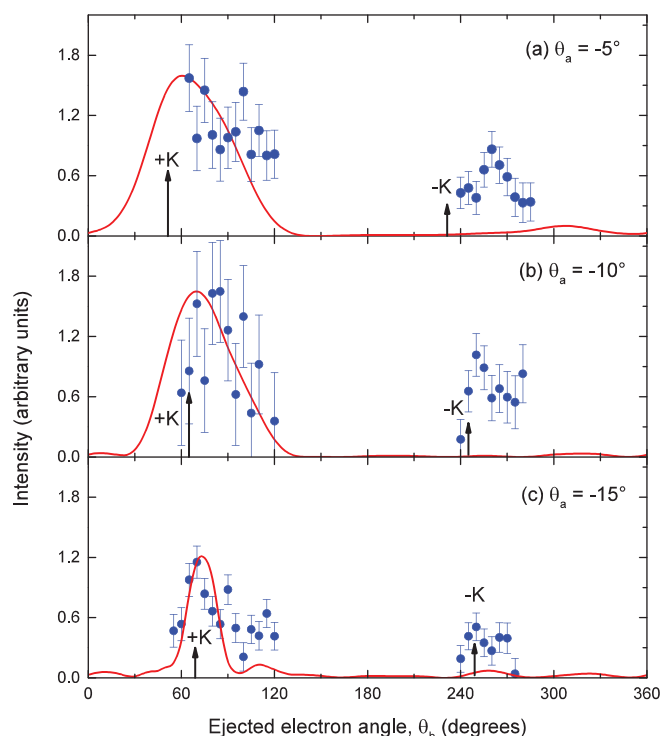 1.8
(a) θa = -5°
1.2
+K
0.6
-K
0.0
1.8
(b) θa = -10°
1.2
0.6
+K
-K
0.0
(c) θa = -15°
1.2
-K
0.6
+K
0.0
0 60 120 180 240 300 360
Intensity (arbitrary units)
Ejected electron angle, θb (degrees)